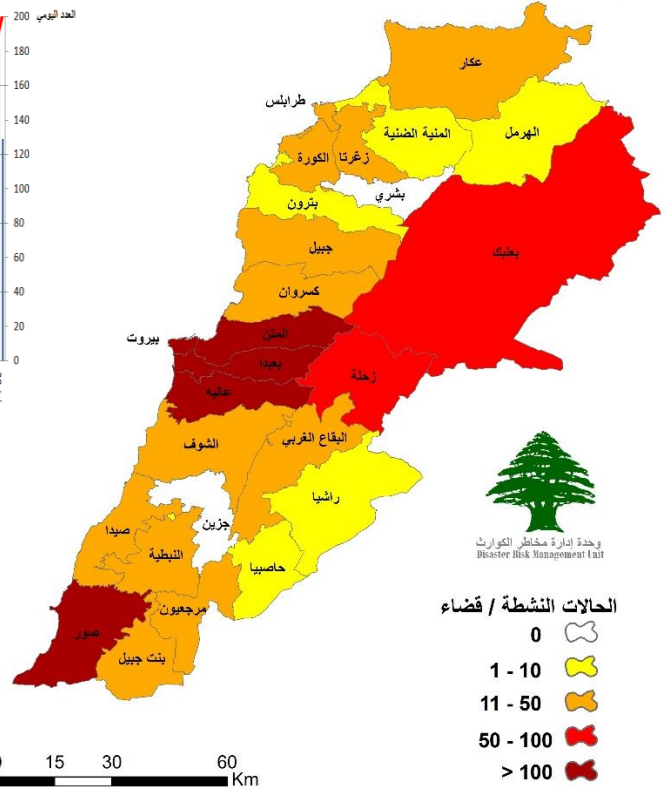 العدد اليومي
200
180
160
140
120
100
80
60
40
20
0
عكار
طرابلس
المنية الضنية
الهرمل
زغرتا
الكورة
بشري
بترون
جبيل
بعلبك
كسروان
المتن
بيروت
بعبدا
زحلة
عاليه
البقاع الغربي
الشوف
راشيا
صيدا
جزين
النبطية
حاصبيا
مرجعيون
صور
بنت جبيل
وحدة إدارة مخاطر الكوارث
Disaster Risk Management Unit
الحالات النشطة / قضاء
0
1 - 10
11 - 50
50 - 100
> 100
0 15 30 60
Km